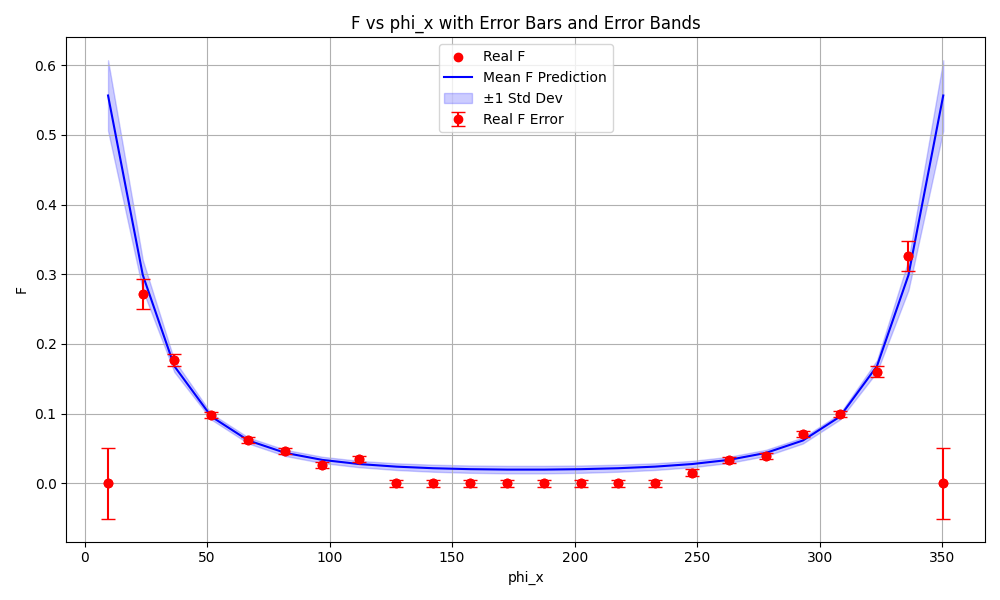 F vs phi_x with Error Bars and Error Bands
Real F
Mean F Prediction
±1 Std Dev
Real F Error
F
0.6
0.5
0.4
0.3
0.2
0.1
0.0
0 50 100 150 200 250 300 350
phi_x